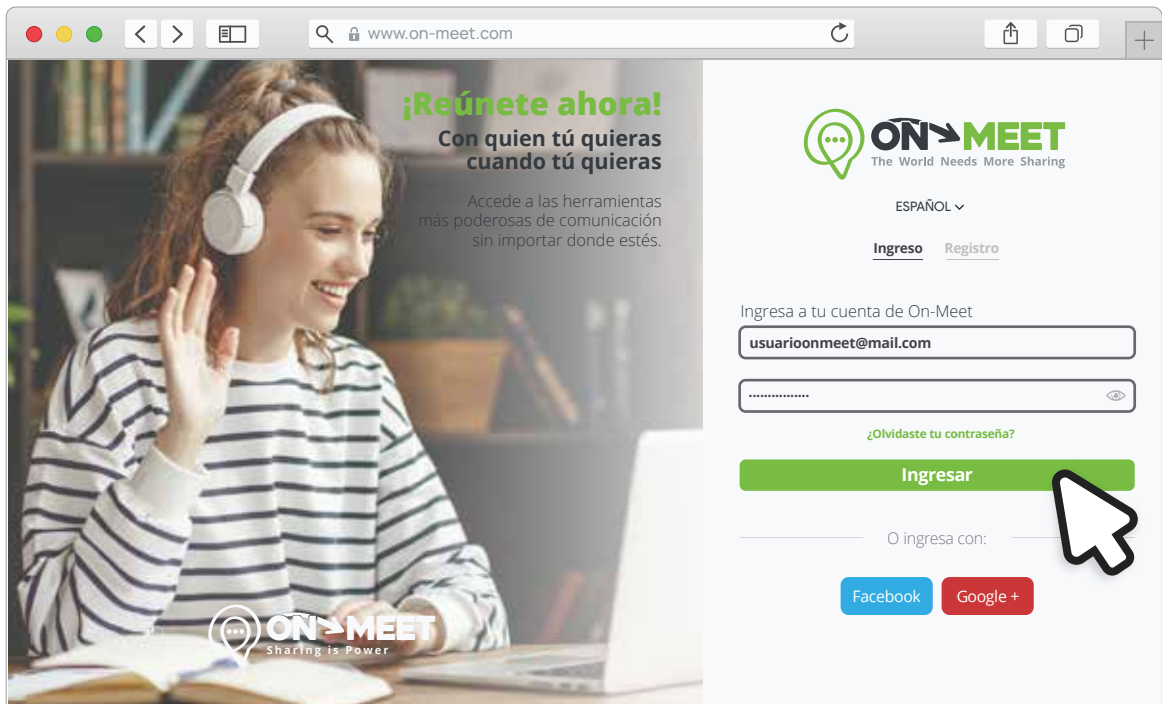 www.on-meet.com
¡Reúnete ahora!
Con quien tú quieras
cuando tú quieras
Accede a las herramientas
más poderosas de comunicación
sin importar donde estés.
ON MEET
Sharing is Power
ON MEET
The World Needs More Sharing
ESPAÑOL
Ingreso Registro
Ingresa a tu cuenta de On-Meet
usuarioonmeet@mail.com
¿Olvidaste tu contraseña?
Ingresar
O ingresa con:
Facebook Google +